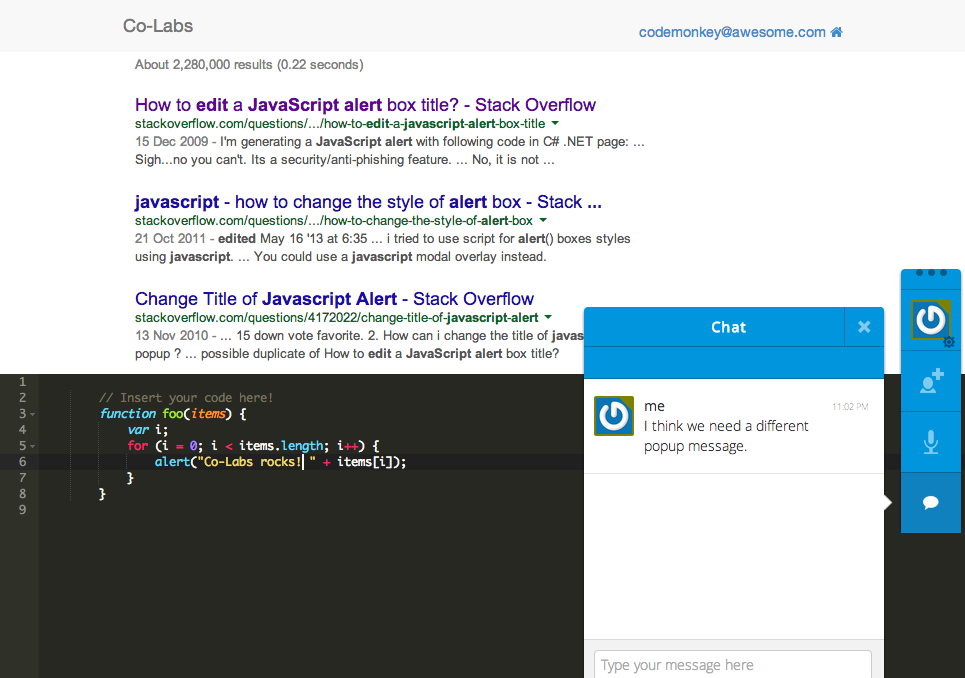 Co-Labs
codemonkey@awesome.com
About 2,280,000 results (0.22 seconds)
How to edit a JavaScript alert box title? - Stack Overflow
stackoverflow.com/questions/.../how-to-edit-a-javascript-alert-box-title
15 Dec 2009 - I'm generating a JavaScript alert with following code in C# .NET page: ...
Sigh...no you can't. Its a security/anti-phishing feature. ... No, it is not ...
javascript - how to change the style of alert box - Stack ...
stackoverflow.com/questions/.../how-to-change-the-style-of-alert-box
21 Oct 2011 - edited May 16 '13 at 6:35 ... i tried to use script for alert() boxes styles
using javascript. ... You could use a javascript modal overlay instead.
Change Title of Javascript Alert - Stack Overflow
stackoverflow.com/questions/4172022/change-title-of-javascript-alert
13 Nov 2010 - ... 15 down vote favorite. 2. How can i change the title of javas
popup ? ... possible duplicate of How to edit a JavaScript alert box title?
1
2 // Insert your code here!
3 function foo(items) {
4 var i;
5 for (i = 0; i < items.length; i++) {
6 alert("Co-Labs rocks! " + items[i]);
7 }
8 }
9
Chat
me 11:02 PM
I think we need a different
popup message.
Type your message here